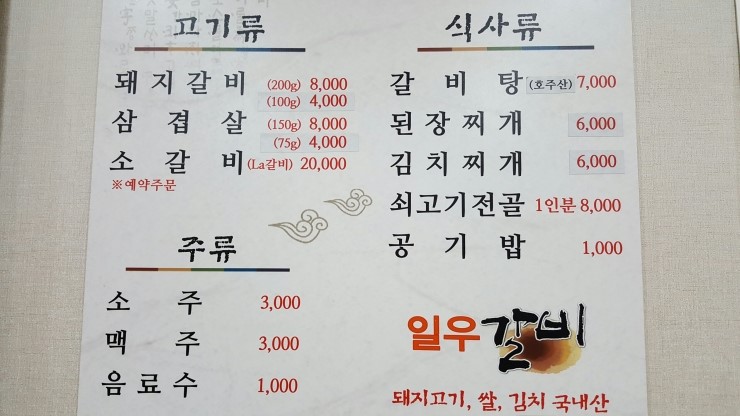 고기류
돼지갈비 (200g) 8,000
(100g) 4,000
삼겹살 (150g) 8,000
(75g) 4,000
소갈비 (La갈비) 20,000
※예약주문
주류
소주 3,000
맥주 3,000
음료수 1,000
식사류
갈비탕 (호주산) 7,000
된장찌개 6,000
김치찌개 6,000
쇠고기전골 1인분 8,000
공기밥 1,000
일우갈비
돼지고기, 쌀, 김치 국내산